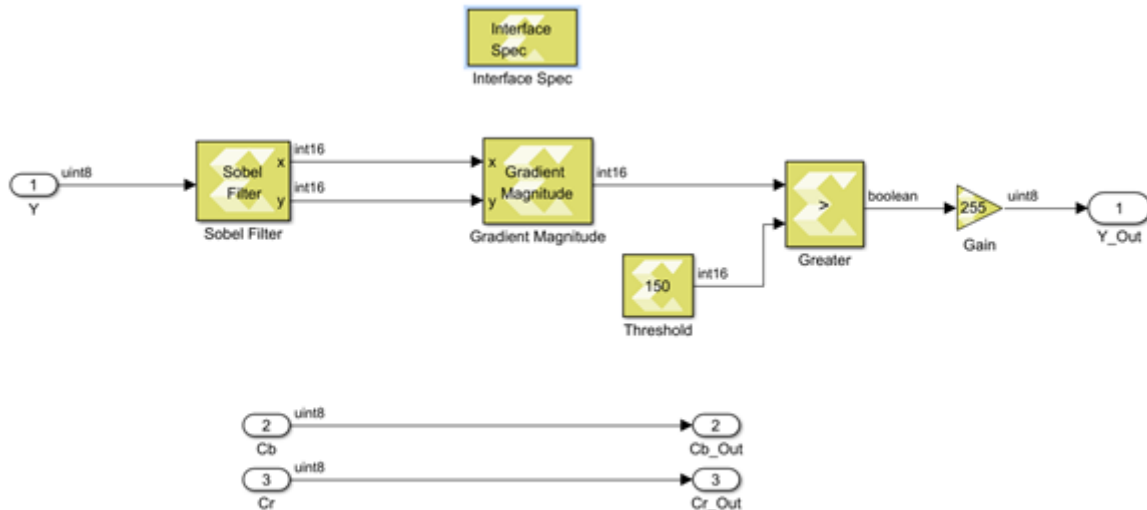 Interface
Spec
Interface Spec
1
Y
uint8
Sobel
Filter
x
y
Sobel Filter
int16
int16
x
y
Gradient
Magnitude
Gradient Magnitude
int16
150
Threshold
int16
>
Greater
boolean
255
Gain
uint8
1
Y_Out
2
Cb
uint8
2
Cb_Out
3
Cr
uint8
3
Cr_Out